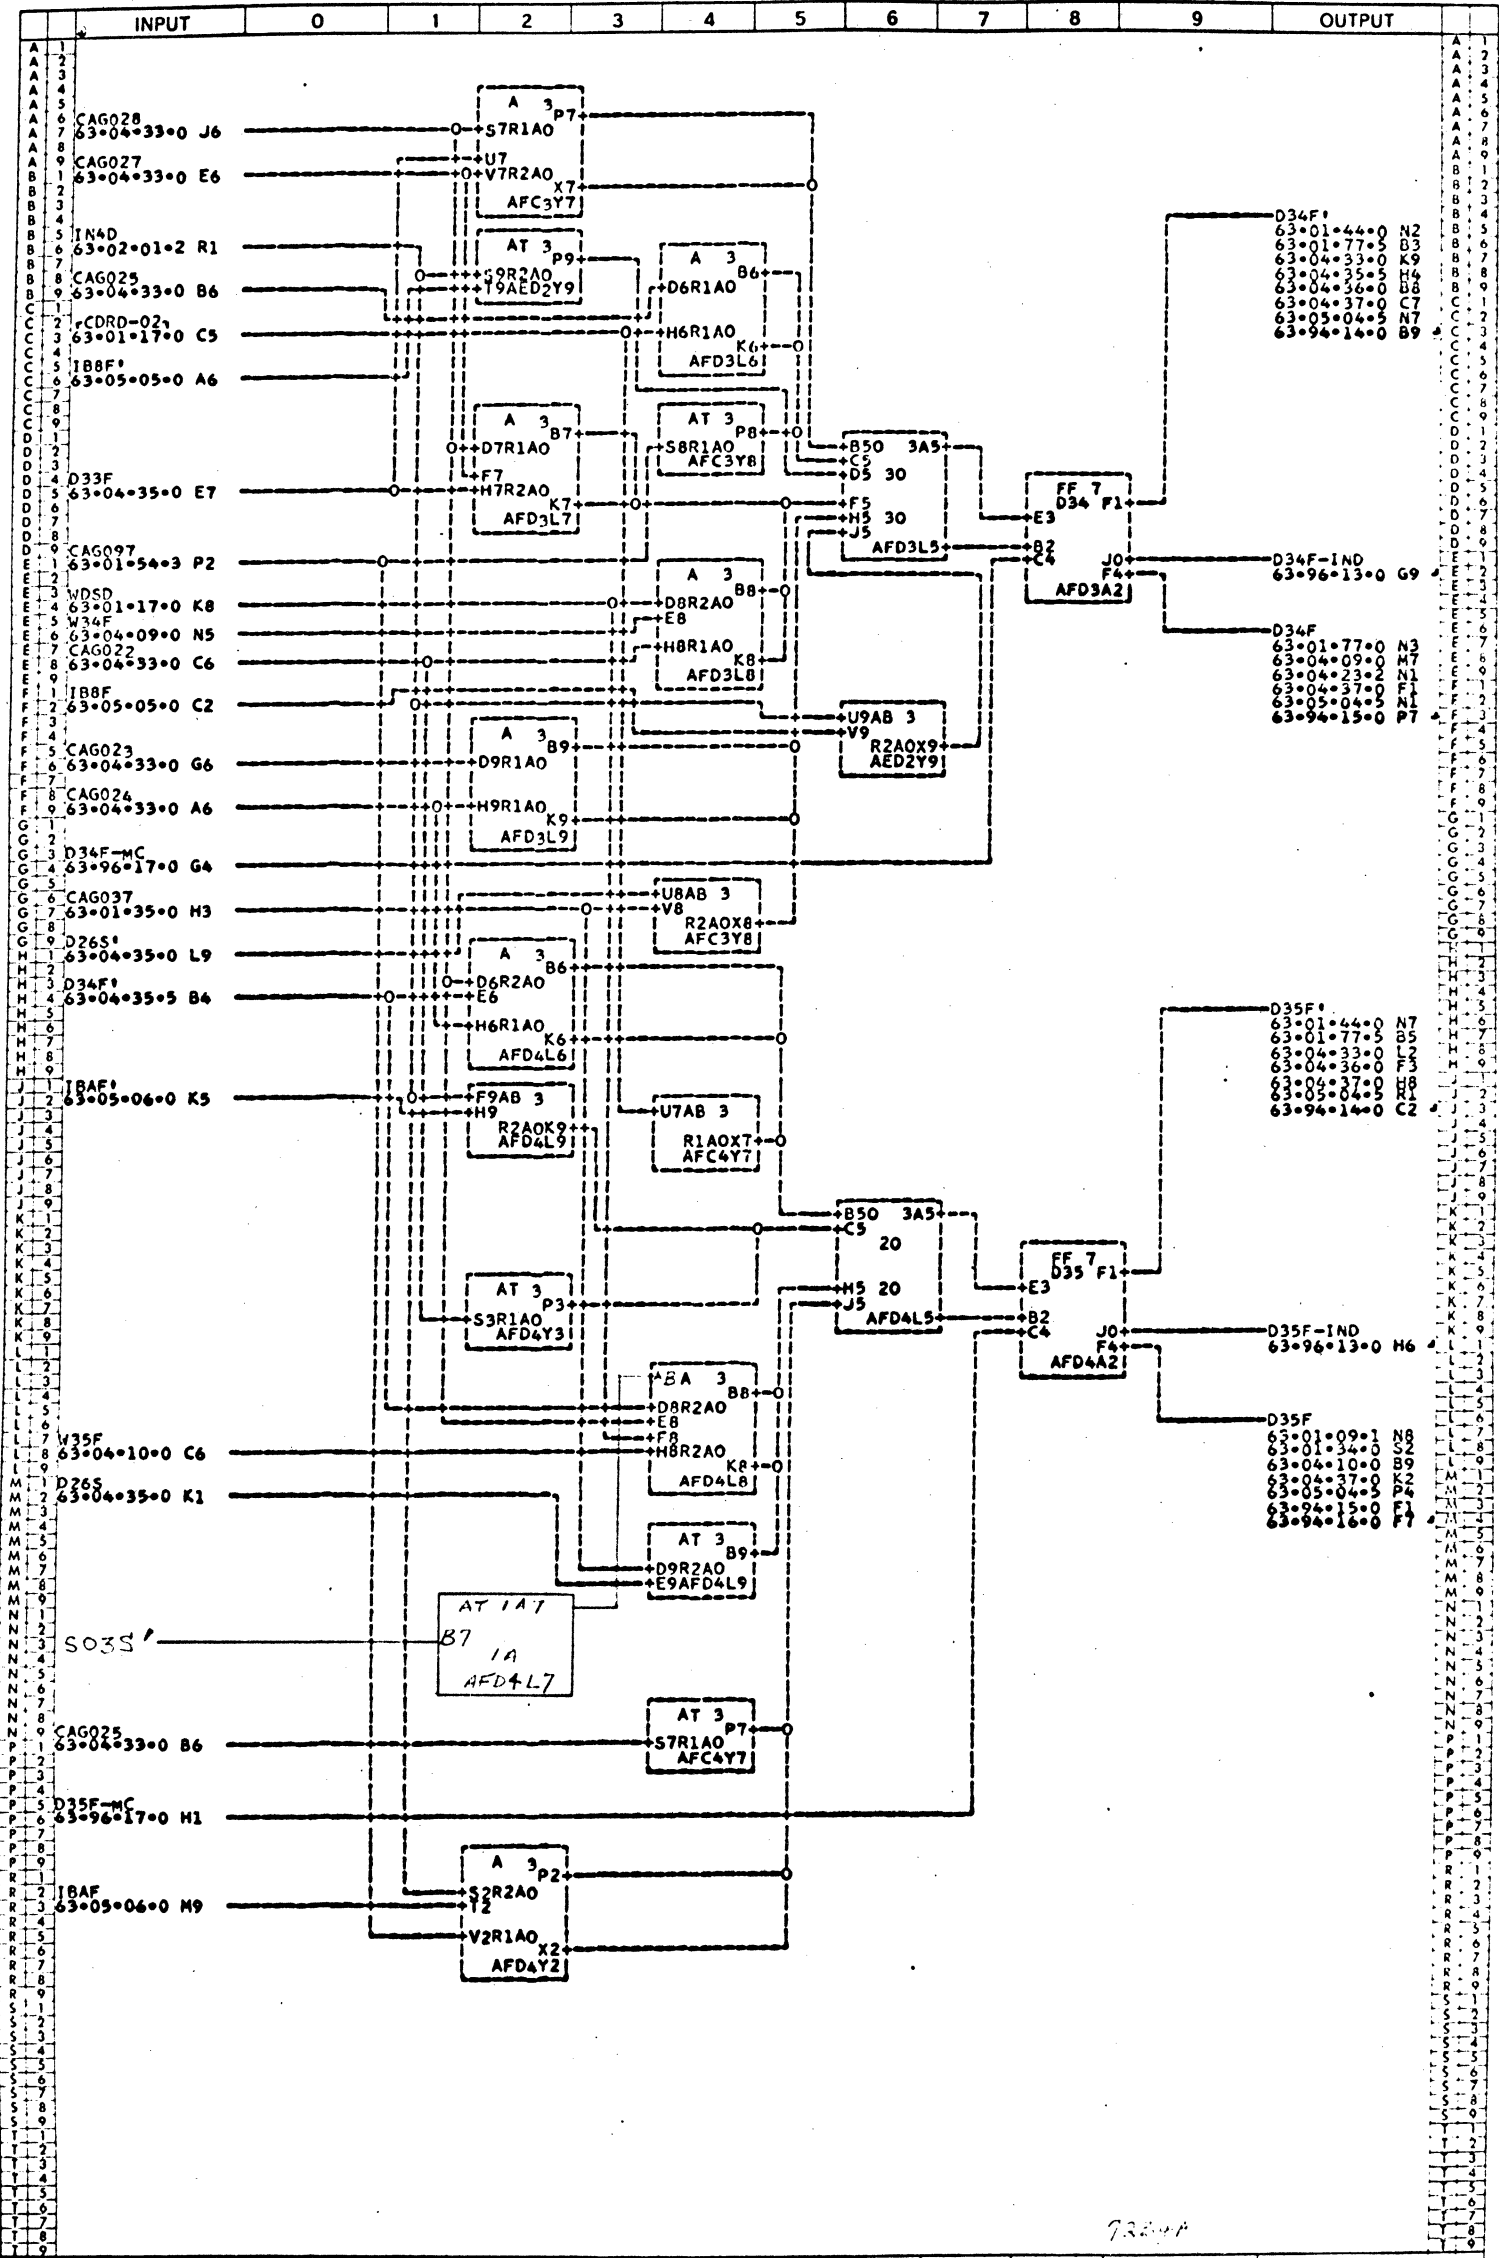 INPUT 0 1 2 3 4 5 6 7 8 9 OUTPUT
CAG028
63•04•33•0 J6
CAG027
63•04•33•0 E6
IN4D
63•02•01•2 R1
CAG025
63•04•33•0 B6
┌CDRD-02┐
63•01•17•0 C5
IB8F'
63•05•05•0 A6
D33F
63•04•35•0 E7
CAG097
63•01•54•3 P2
WDSD
63•01•17•0 K8
W34F
63•04•09•0 N5
CAG022
63•04•33•0 C6
IB8F
63•05•05•0 C2
CAG023
63•04•33•0 G6
CAG024
63•04•33•0 A6
D34F-MC
63•96•17•0 G4
CAG037
63•01•35•0 H3
D26S'
63•04•35•0 L9
D34F'
63•04•35•5 B4
IBAF'
63•05•06•0 K5
W35F
63•04•10•0 C6
D26S
63•04•35•0 K1
S03S'
CAG025
63•04•33•0 B6
D35F-MC
63•96•17•0 H1
IBAF
63•05•06•0 M9
A 3
P7
S7R1A0
U7
V7R2A0
X7
AFC3Y7
AT 3
P9
S9R2A0
T9AED2Y9
A 3
B7
D7R1A0
F7
H7R2A0
K7
AFD3L7
A 3
B9
D9R1A0
H9R1A0
K9
AFD3L9
A 3
B6
D6R2A0
E6
H6R1A0
K6
AFD4L6
F9AB 3
H9
R2A0K9
AFD4L9
AT 3
P3
S3R1A0
AFD4Y3
AT 1A7
B7
1A
AFD4L7
A 3
P2
S2R2A0
T2
V2R1A0
X2
AFD4Y2
A 3
B6
D6R1A0
H6R1A0
K6
AFD3L6
AT 3
P8
S8R1A0
AFC3Y8
A 3
B8
D8R2A0
E8
H8R1A0
K8
AFD3L8
U8AB 3
V8
R2A0X8
AFC3Y8
U7AB 3
R1A0X7
AFC4Y7
BA 3
B8
D8R2A0
E8
F8
H8R2A0
K8
AFD4L8
AT 3
B9
D9R2A0
E9AFD4L9
AT 3
P7
S7R1A0
AFC4Y7
B50 3A5
C5
D5 30
F5
H5 30
J5
AFD3L5
U9AB 3
V9
R2A0X9
AED2Y9
B50 3A5
C5
20
H5 20
J5
AFD4L5
FF 7
D34 F1
E3
B2
C4 J0
F4
AFD3A2
FF 7
D35 F1
E3
B2
C4 J0
F4
AFD4A2
D34F'
63•01•44•0 N2
63•01•77•5 B3
63•04•33•0 K9
63•04•35•5 H4
63•04•36•0 B8
63•04•37•0 C7
63•05•04•5 N7
63•94•14•0 B9
D34F-IND
63•96•13•0 G9
D34F
63•01•77•0 N3
63•04•09•0 M7
63•04•23•2 N1
63•04•37•0 F1
63•05•04•5 N1
63•94•15•0 P7
D35F'
63•01•44•0 N7
63•01•77•5 B5
63•04•33•0 L2
63•04•36•0 F3
63•04•37•0 H8
63•05•04•5 R1
63•94•14•0 C2
D35F-IND
63•96•13•0 H6
D35F
63•01•09•1 N8
63•01•34•0 S2
63•04•10•0 B9
63•04•37•0 K2
63•05•04•5 P4
63•94•15•0 F1
63•94•16•0 F7